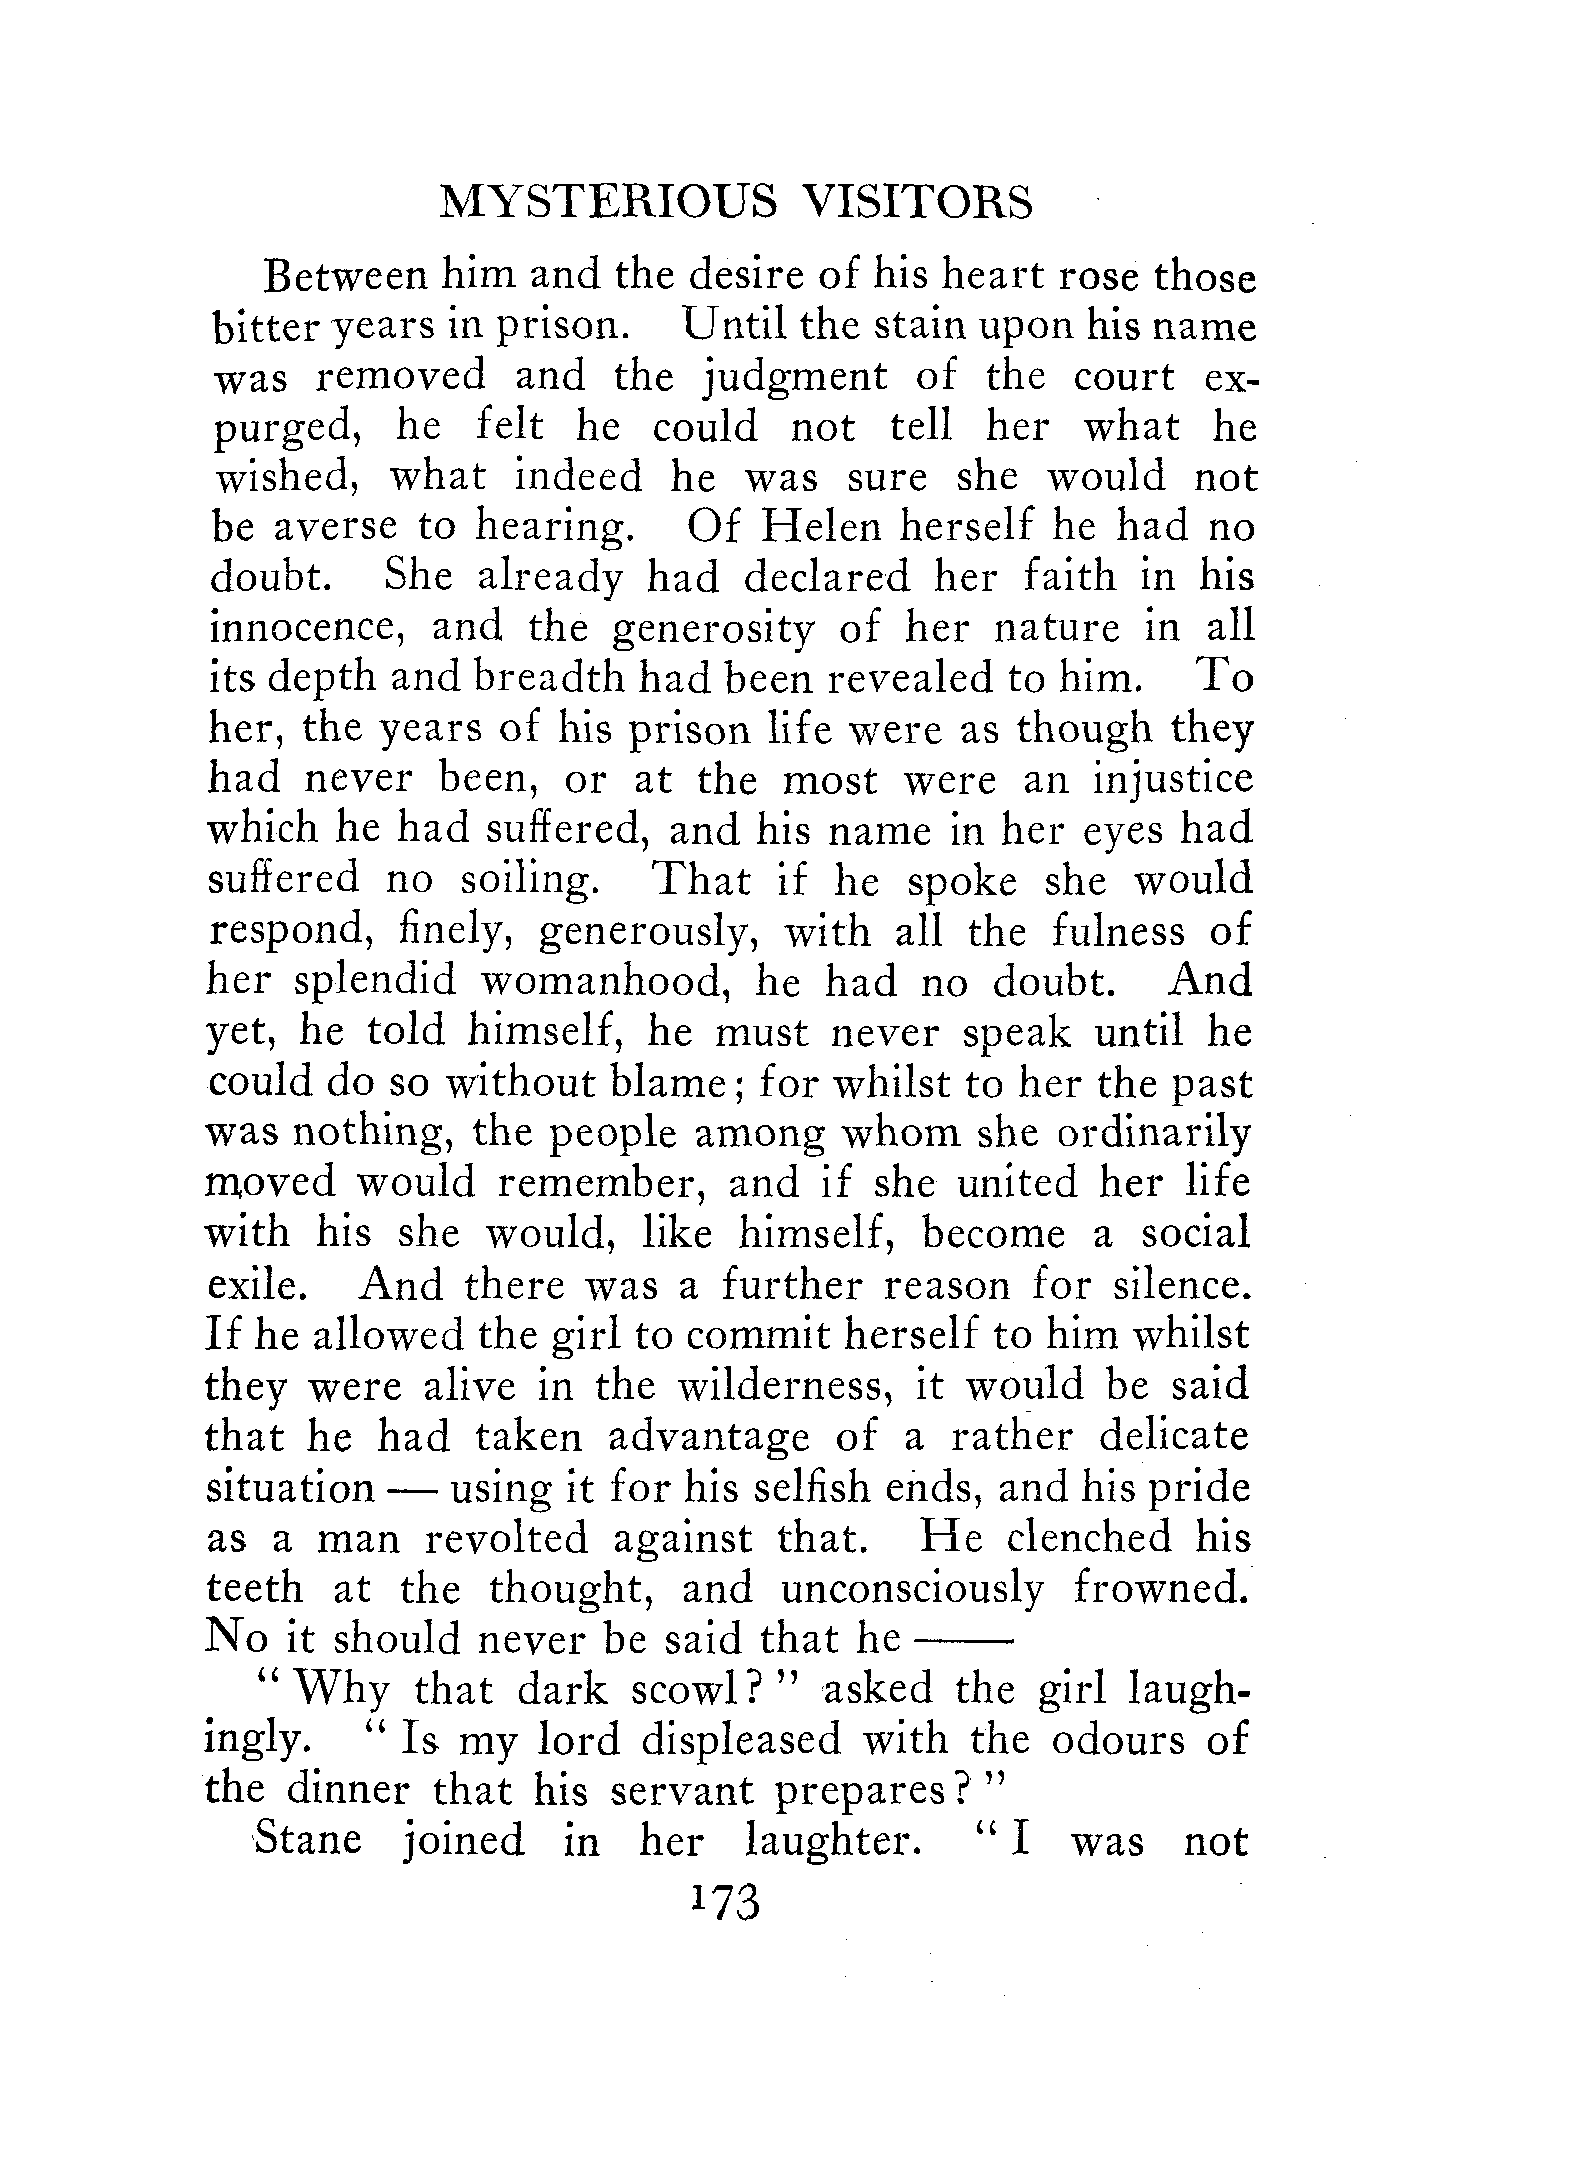 MYSTERIOUS VISITORS
Between him and the desire of his heart rose those
bitter years in prison. Until the stain upon his name
was removed and the judgment of the court ex-
purged, he felt he could not tell her what he
wished, what indeed he was sure she would not
be averse to hearing. Of Helen herself he had no
doubt. She already had declared her faith in his
innocence, and the generosity of her nature in all
its depth and breadth had been revealed to him. To
her, the years of his prison life were as though they
had never been, or at the most were an injustice
which he had suffered, and his name in her eyes had
suffered no soiling. That if he spoke she would
respond, finely, generously, with all the fulness of
her splendid womanhood, he had no doubt. And
yet, he told himself, he must never speak until he
could do so without blame; for whilst to her the past
was nothing, the people among whom she ordinarily
moved would remember, and if she united her life
with his she would, like himself, become a social
exile. And there was a further reason for silence.
If he allowed the girl to commit herself to him whilst
they were alive in the wilderness, it would be said
that he had taken advantage of a rather delicate
situation — using it for his selfish ends, and his pride
as a man revolted against that. He clenched his
teeth at the thought, and unconsciously frowned.
No it should never be said that he ——
“ Why that dark scowl? ” asked the girl laugh-
ingly. “ Is my lord displeased with the odours of
the dinner that his servant prepares? ”
Stane joined in her laughter. “ I was not
173